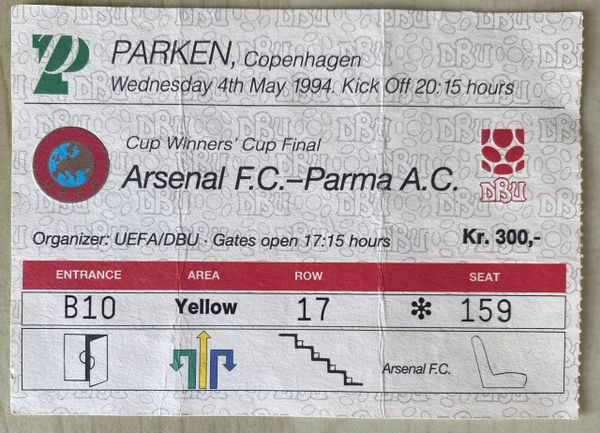 PARKEN, Copenhagen
Wednesday 4th May 1994. Kick Off 20:15 hours
Cup Winners' Cup Final
Arsenal F.C.–Parma A.C.
UEFA
DBU
Organizer: UEFA/DBU · Gates open 17:15 hours
Kr. 300,-
ENTRANCE AREA ROW SEAT
B10 Yellow 17 ✻ 159
Arsenal F.C.